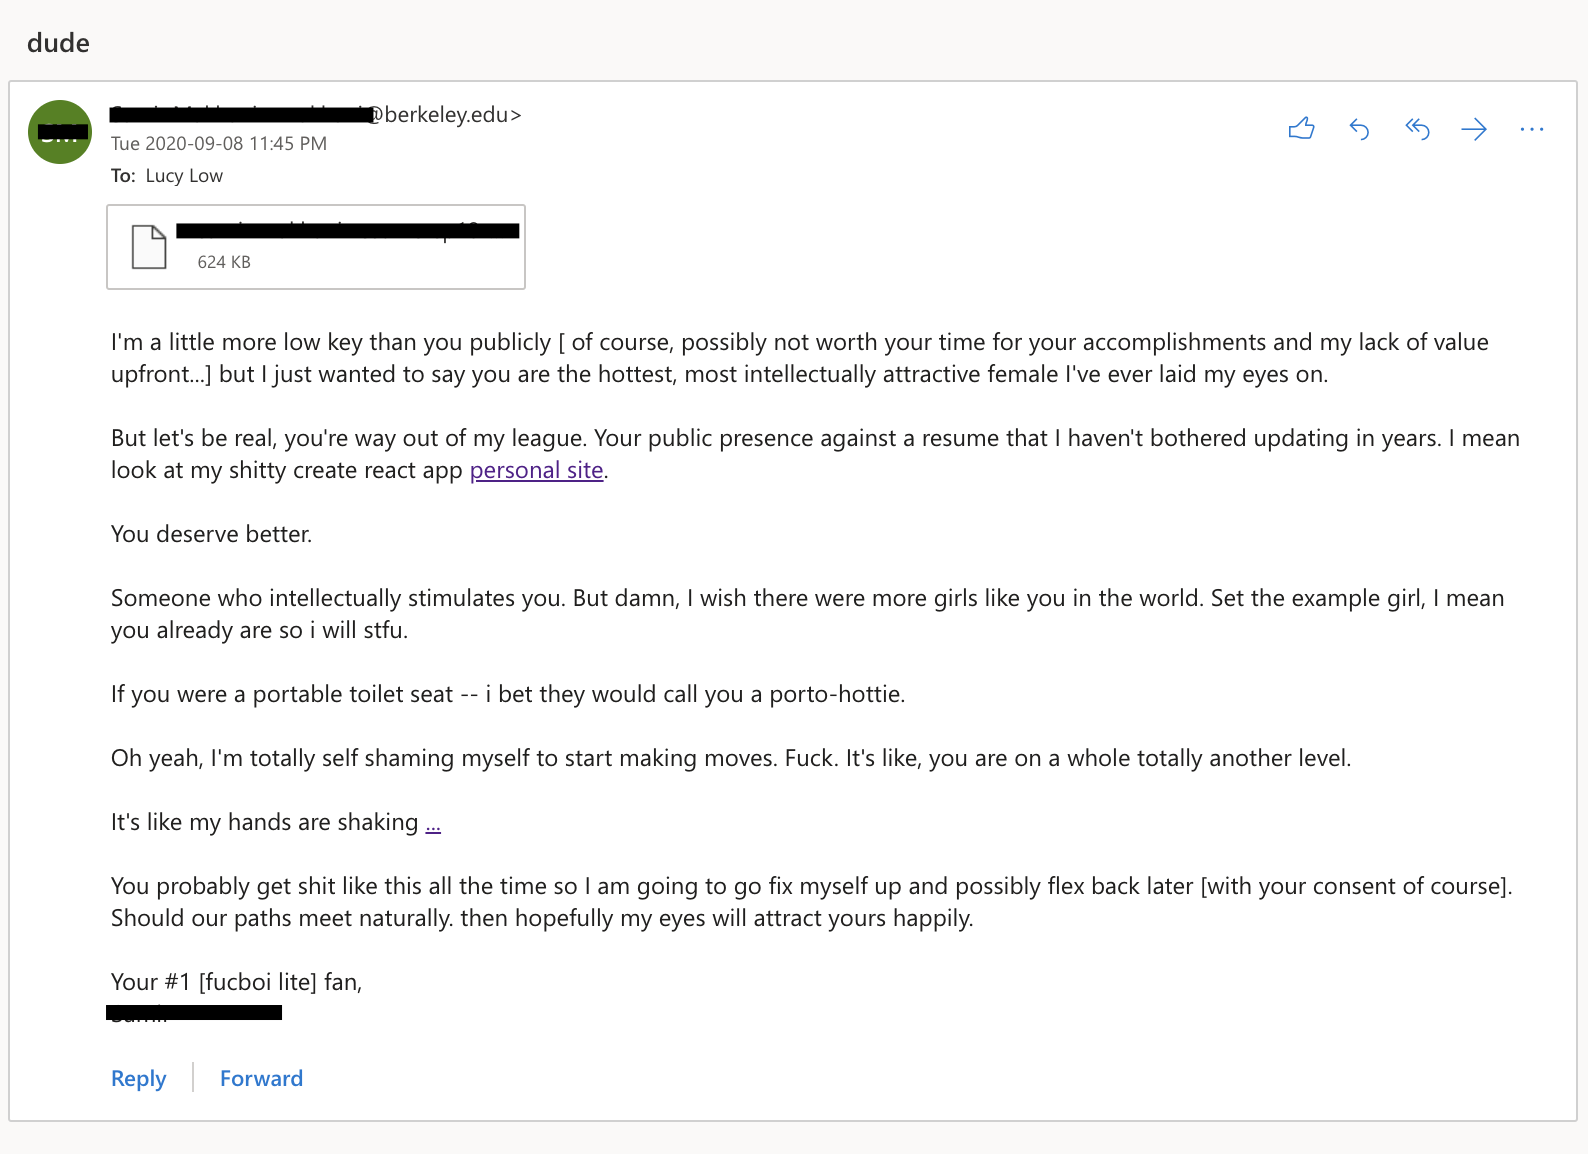 dude
@berkeley.edu>
Tue 2020-09-08 11:45 PM
To: Lucy Low
624 KB
I'm a little more low key than you publicly [ of course, possibly not worth your time for your accomplishments and my lack of value
upfront...] but I just wanted to say you are the hottest, most intellectually attractive female I've ever laid my eyes on.
But let's be real, you're way out of my league. Your public presence against a resume that I haven't bothered updating in years. I mean
look at my shitty create react app personal site.
You deserve better.
Someone who intellectually stimulates you. But damn, I wish there were more girls like you in the world. Set the example girl, I mean
you already are so i will stfu.
If you were a portable toilet seat -- i bet they would call you a porto-hottie.
Oh yeah, I'm totally self shaming myself to start making moves. Fuck. It's like, you are on a whole totally another level.
It's like my hands are shaking ...
You probably get shit like this all the time so I am going to go fix myself up and possibly flex back later [with your consent of course].
Should our paths meet naturally. then hopefully my eyes will attract yours happily.
Your #1 [fucboi lite] fan,
Reply
Forward